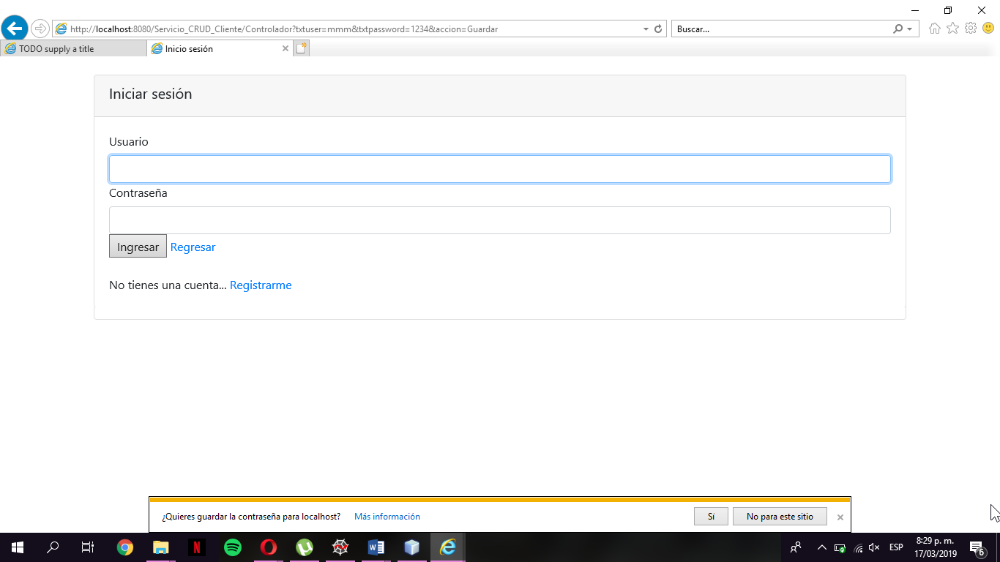 http://localhost:8080/Servicio_CRUD_Cliente/Controlador?txtuser=mmm&txtpassword=1234&accion=Guardar
Buscar...
TODO supply a title
Inicio sesión
Iniciar sesión
Usuario
Contraseña
Ingresar Regresar
No tienes una cuenta... Registrarme
¿Quieres guardar la contraseña para localhost? Más información Sí No para este sitio
ESP
8:29 p. m.
17/03/2019
6